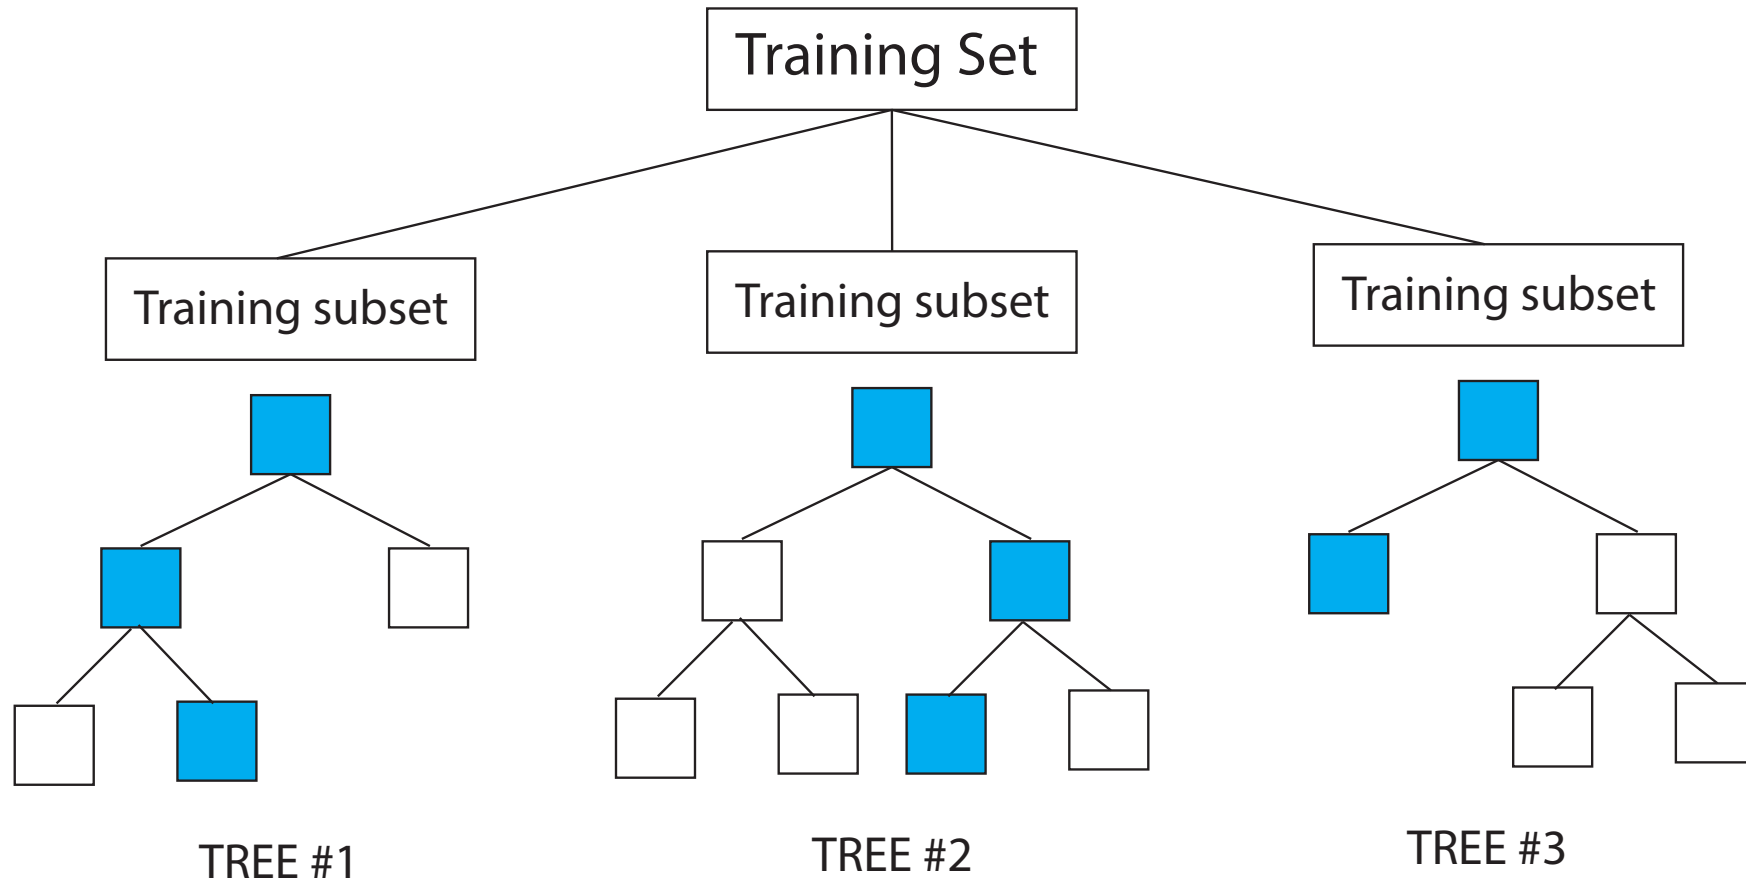 Training Set
Training subset
Training subset
Training subset
TREE #1
TREE #2
TREE #3